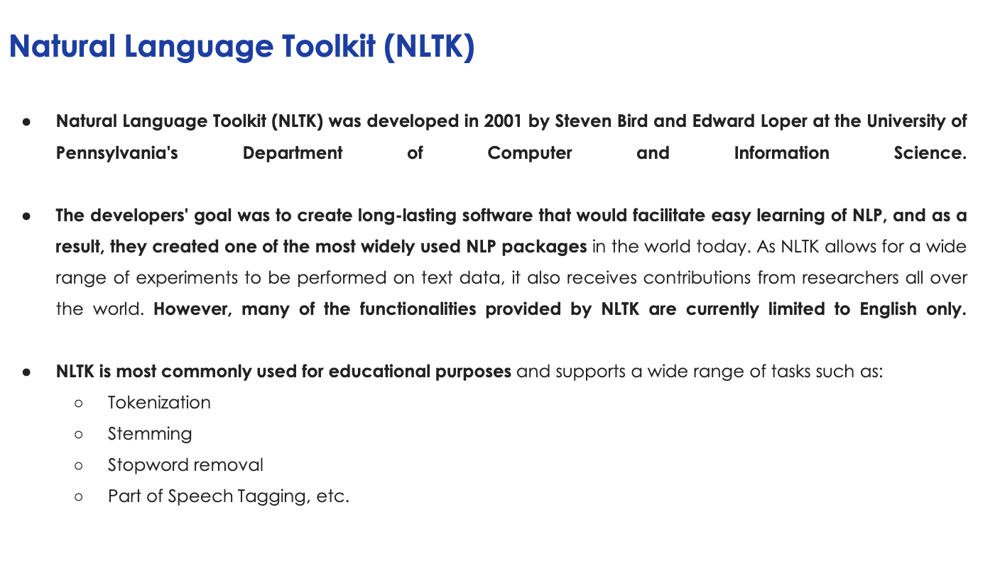 Natural Language Toolkit (NLTK)
● Natural Language Toolkit (NLTK) was developed in 2001 by Steven Bird and Edward Loper at the University of
Pennsylvania's Department of Computer and Information Science.
● The developers' goal was to create long-lasting software that would facilitate easy learning of NLP, and as a
result, they created one of the most widely used NLP packages in the world today. As NLTK allows for a wide
range of experiments to be performed on text data, it also receives contributions from researchers all over
the world. However, many of the functionalities provided by NLTK are currently limited to English only.
● NLTK is most commonly used for educational purposes and supports a wide range of tasks such as:
○ Tokenization
○ Stemming
○ Stopword removal
○ Part of Speech Tagging, etc.